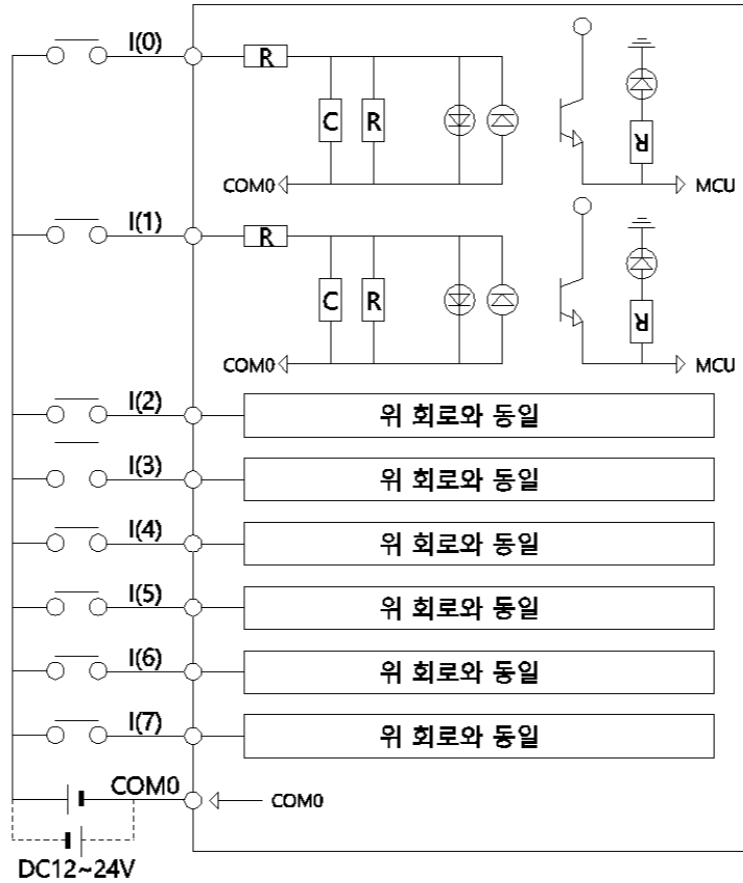 I(0)
R
C R
R
COM0
MCU
I(1)
R
C R
R
COM0
MCU
I(2)
위 회로와 동일
I(3)
위 회로와 동일
I(4)
위 회로와 동일
I(5)
위 회로와 동일
I(6)
위 회로와 동일
I(7)
위 회로와 동일
COM0
COM0
DC12~24V